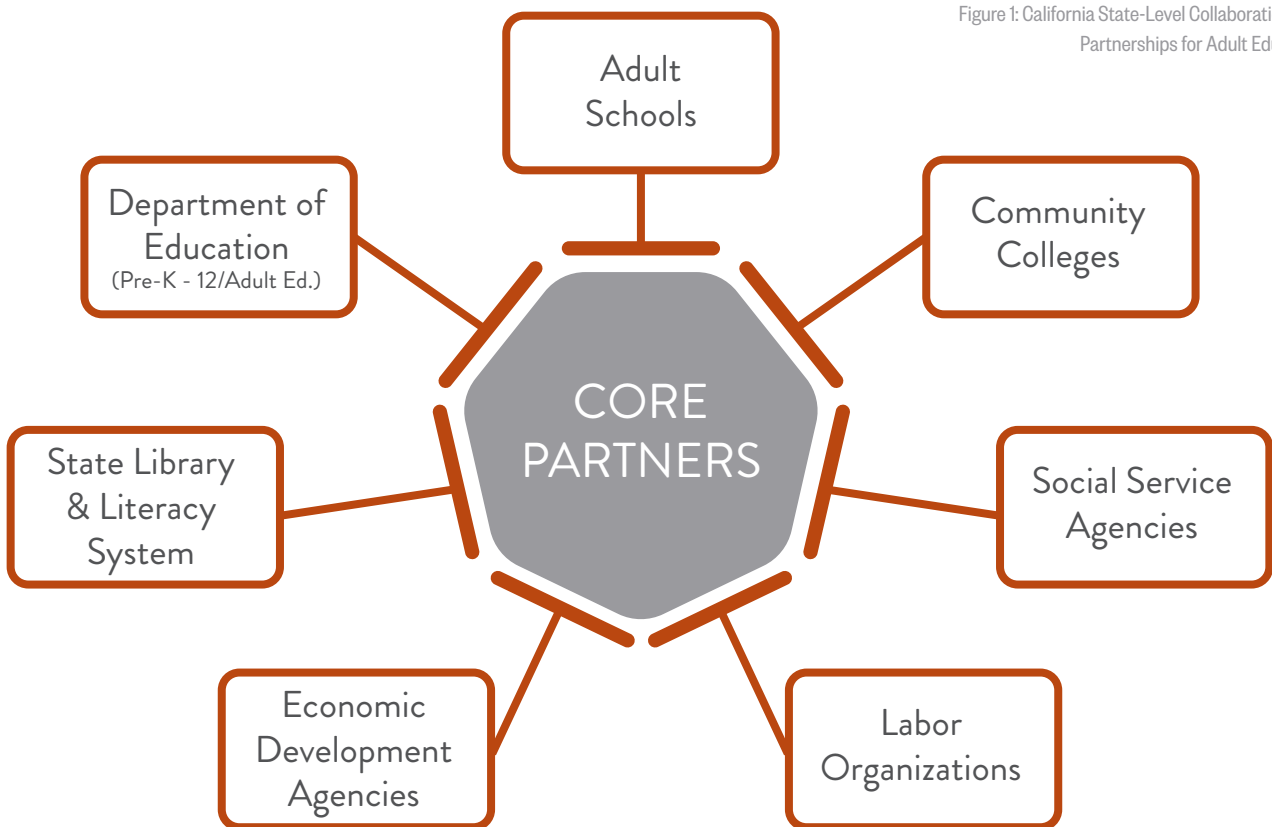 Figure 1: California State-Level Collaborati
Partnerships for Adult Edu
Adult
Schools
Department of
Education
(Pre-K - 12/Adult Ed.)
Community
Colleges
CORE
PARTNERS
State Library
& Literacy
System
Social Service
Agencies
Economic
Development
Agencies
Labor
Organizations